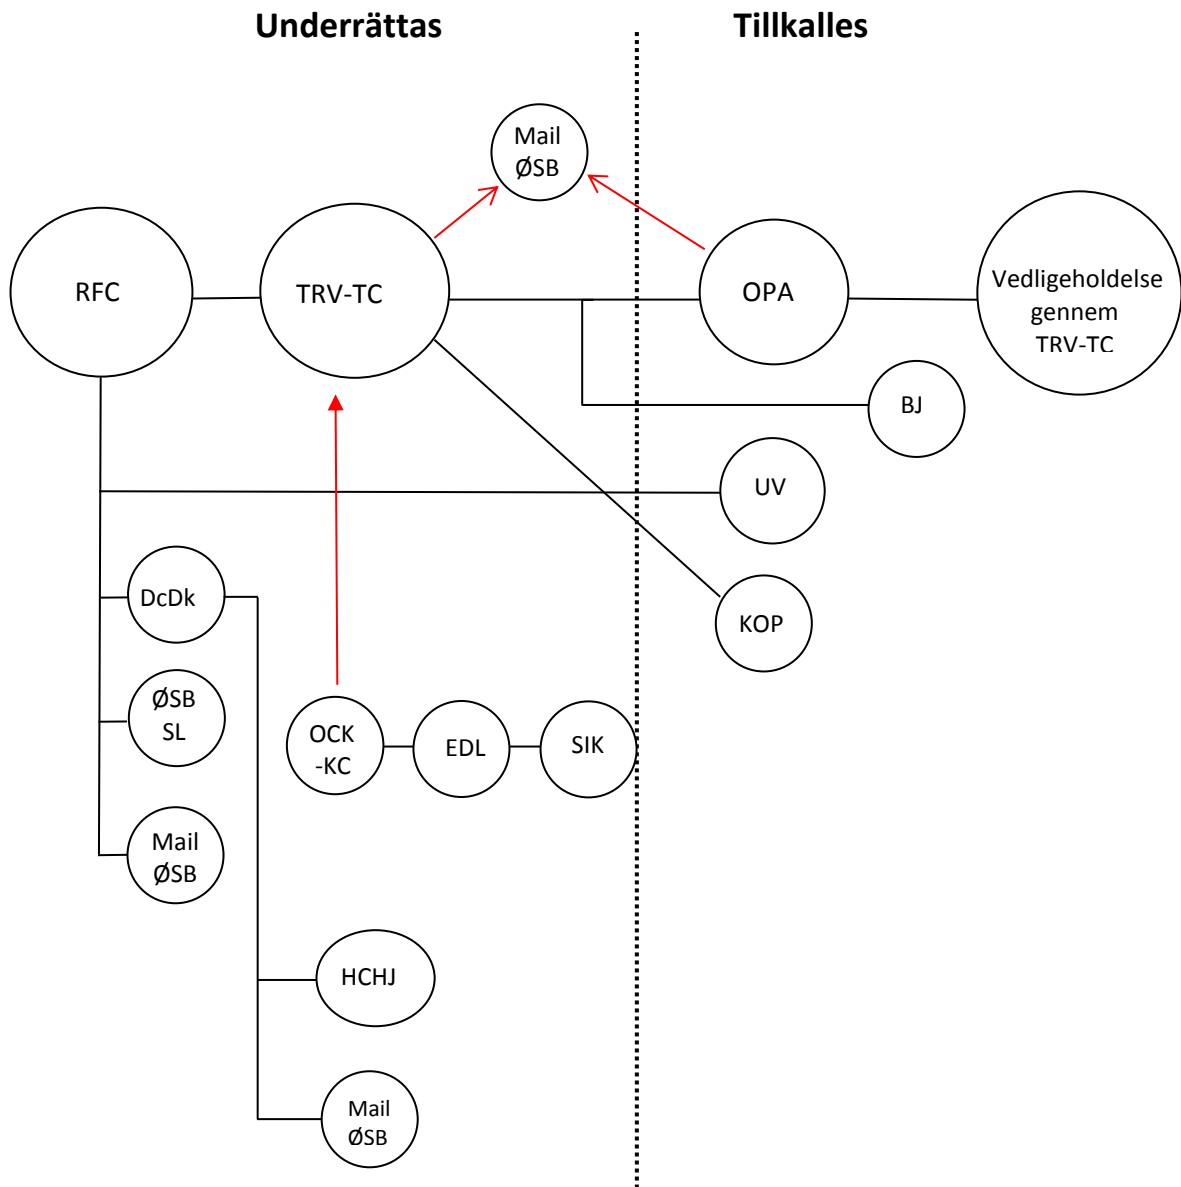 Underrättas
Tillkalles
Mail
ØSB
RFC
TRV-TC
OPA
Vedligeholdelse
gennem
TRV-TC
BJ
UV
DcDk
KOP
ØSB
SL
OCK
-KC
EDL
SIK
Mail
ØSB
HCHJ
Mail
ØSB